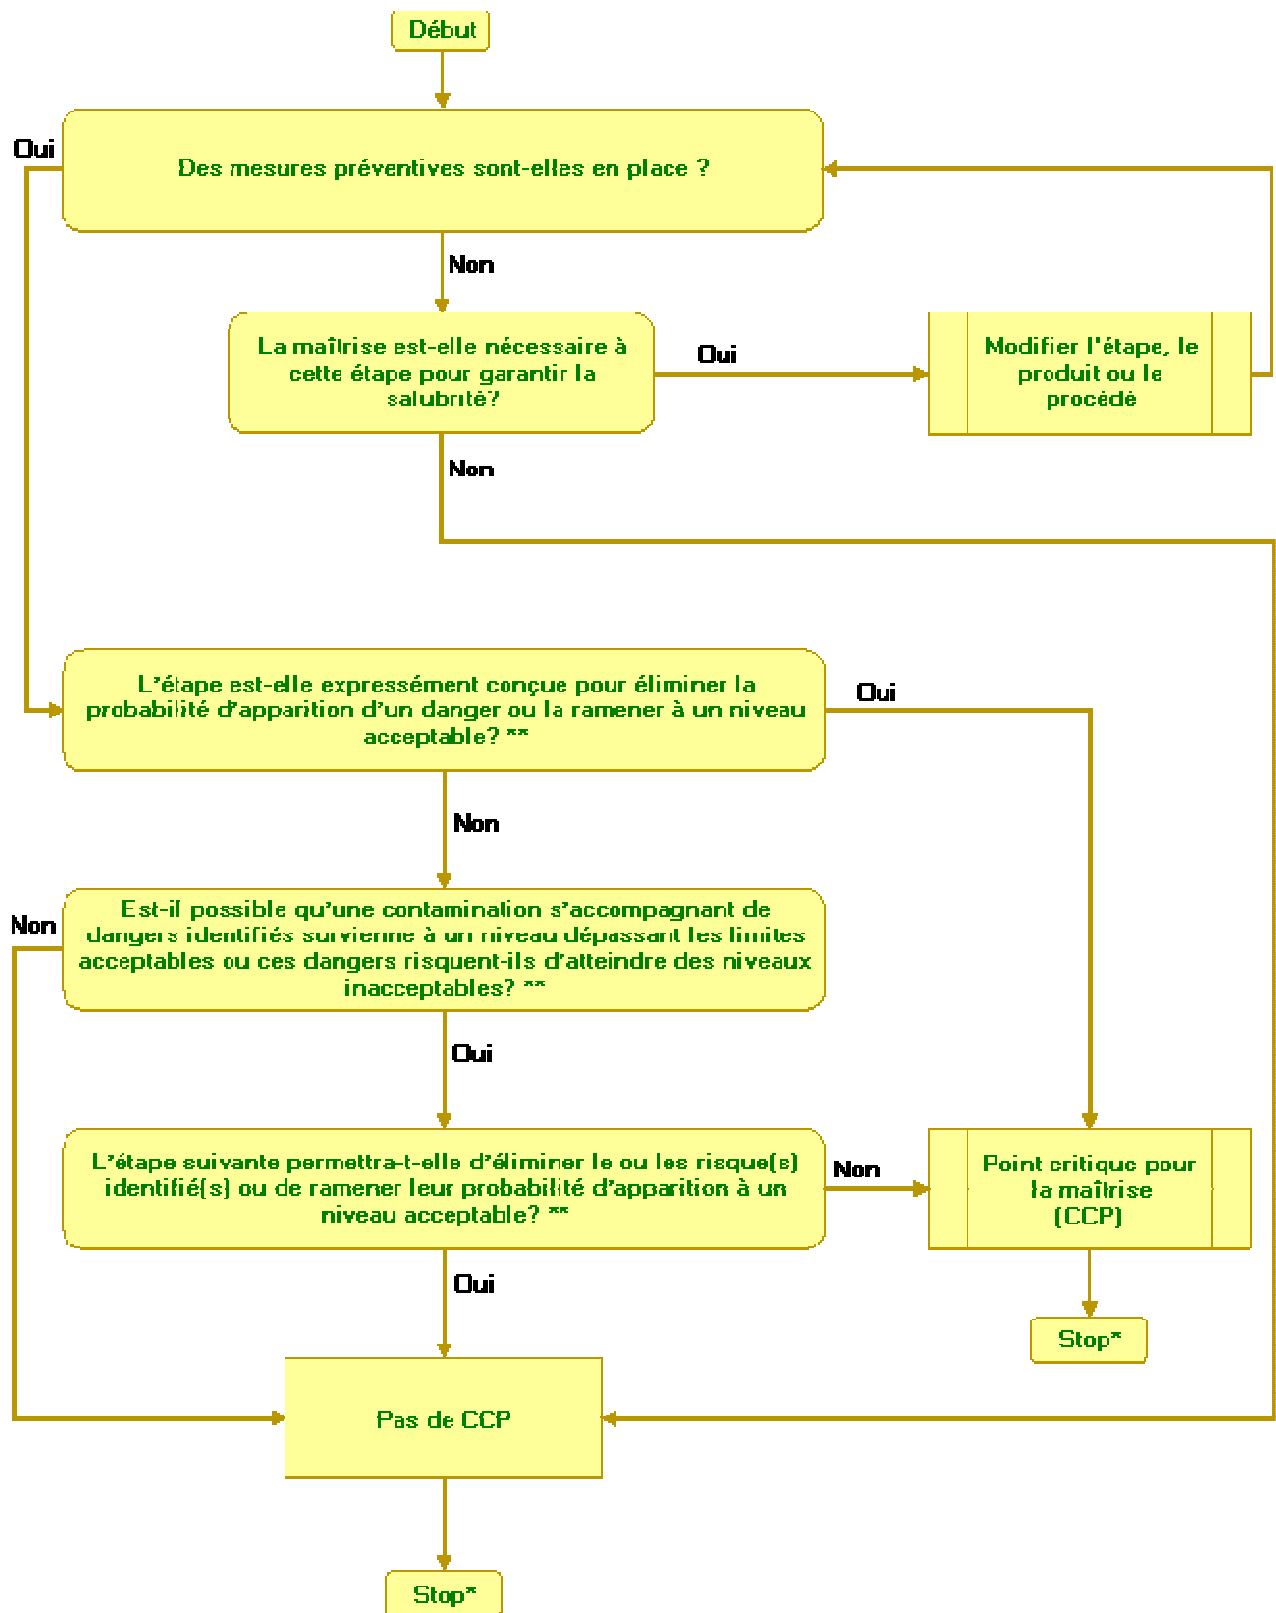 Début
Oui
Des mesures préventives sont-elles en place ?
Non
La maîtrise est-elle nécessaire à
cette étape pour garantir la
salubrité?
Oui
Modifier l'étape, le
produit ou le
procédé
Non
L'étape est-elle expressément conçue pour éliminer la
probabilité d'apparition d'un danger ou la ramener à un niveau
acceptable? **
Oui
Non
Non
Est-il possible qu'une contamination s'accompagnant de
dangers identifiés survienne à un niveau dépassant les limites
acceptables ou ces dangers risquent-ils d'atteindre des niveaux
inacceptables? **
Oui
L'étape suivante permettra-t-elle d'éliminer le ou les risque(s)
identifié(s) ou de ramener leur probabilité d'apparition à un
niveau acceptable? **
Non
Point critique pour
la maîtrise
(CCP)
Oui
Stop*
Pas de CCP
Stop*